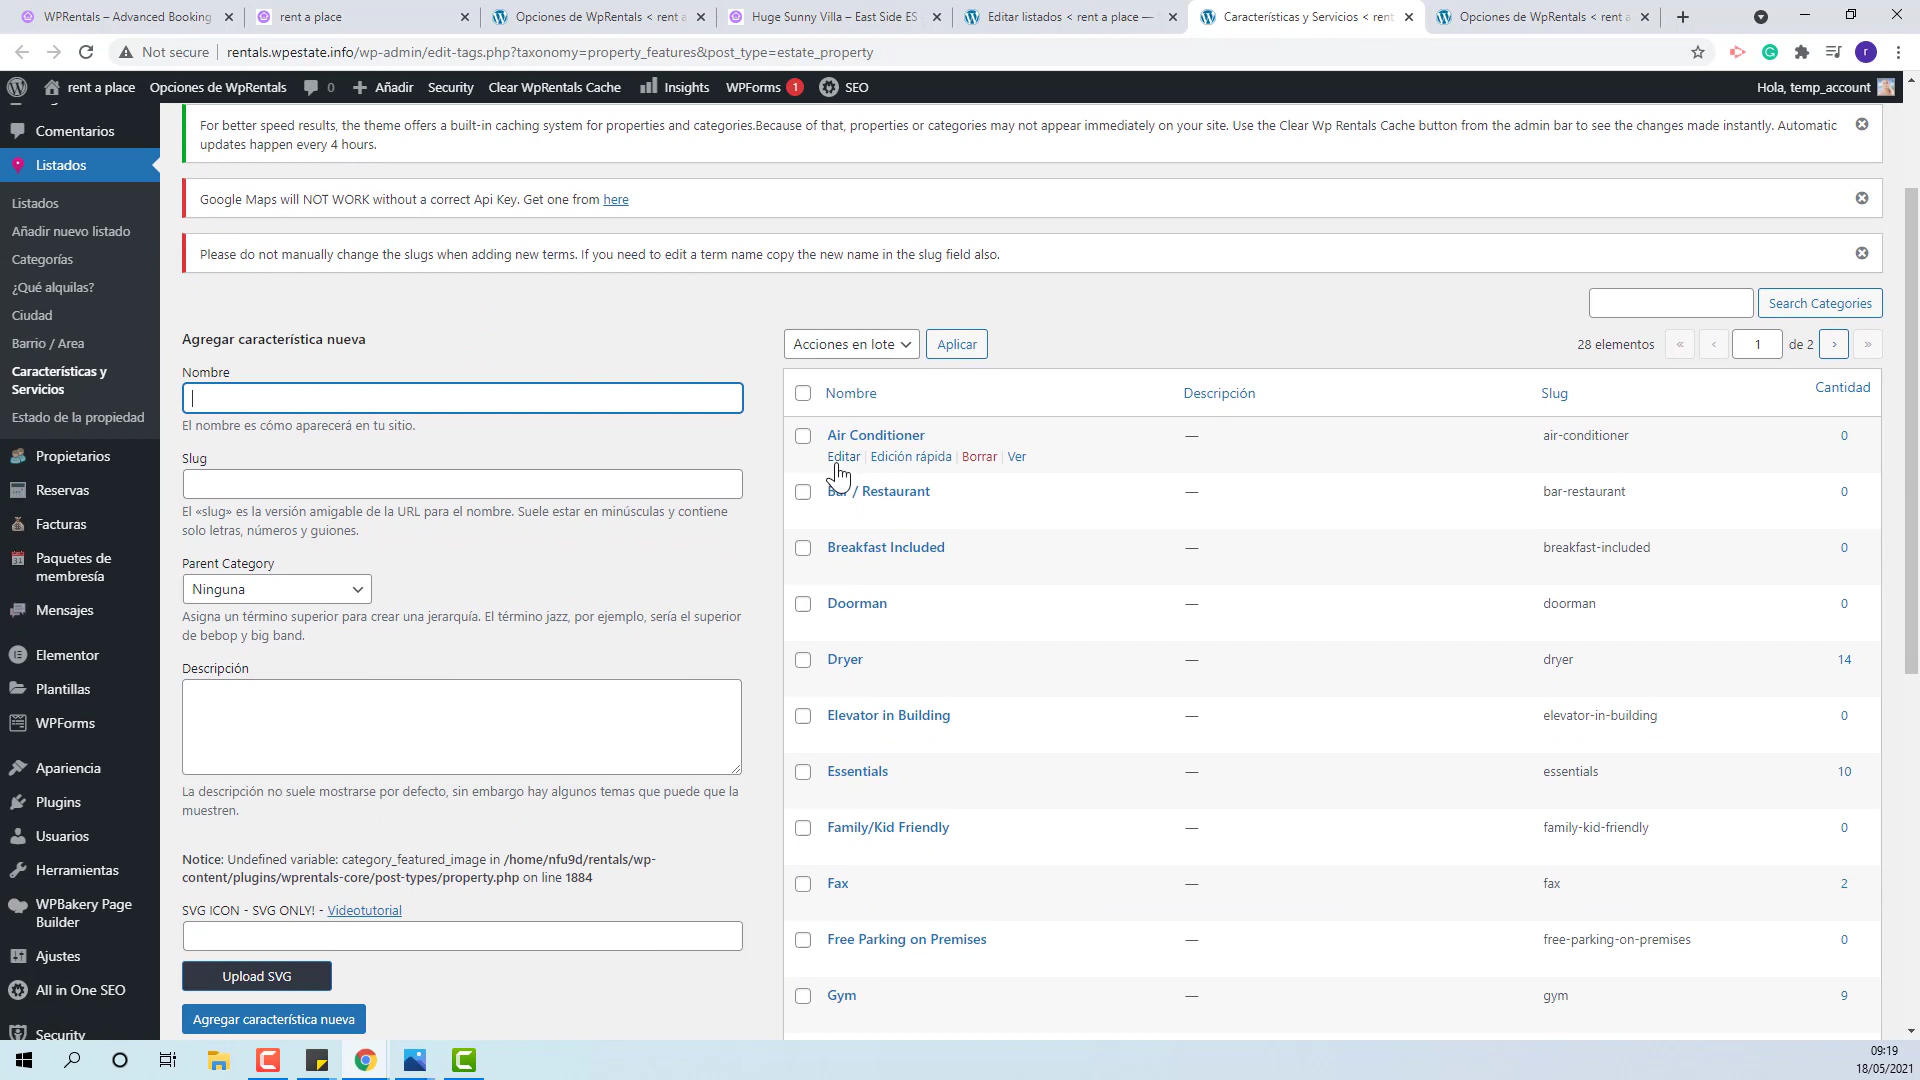 WPRentals – Advanced Booking
rent a place
Opciones de WpRentals < rent a
Huge Sunny Villa – East Side ES
Editar listados < rent a place —
Características y Servicios < rent
Opciones de WpRentals < rent a
Not secure
rentals.wpestate.info/wp-admin/edit-tags.php?taxonomy=property_features&post_type=estate_property
r
rent a place
Opciones de WpRentals
0
Añadir
Security
Clear WpRentals Cache
Insights
WPForms 1
SEO
Hola, temp_account
Comentarios
Listados
Listados
Añadir nuevo listado
Categorías
¿Qué alquilas?
Ciudad
Barrio / Area
Características y
Servicios
Estado de la propiedad
Propietarios
Reservas
Facturas
Paquetes de
membresía
Mensajes
Elementor
Plantillas
WPForms
Apariencia
Plugins
Usuarios
Herramientas
WPBakery Page
Builder
Ajustes
All in One SEO
Security
For better speed results, the theme offers a built-in caching system for properties and categories.Because of that, properties or categories may not appear immediately on your site. Use the Clear Wp Rentals Cache button from the admin bar to see the changes made instantly. Automatic
updates happen every 4 hours.
Google Maps will NOT WORK without a correct Api Key. Get one from here
Please do not manually change the slugs when adding new terms. If you need to edit a term name copy the new name in the slug field also.
Search Categories
Agregar característica nueva
Nombre
El nombre es cómo aparecerá en tu sitio.
Slug
El «slug» es la versión amigable de la URL para el nombre. Suele estar en minúsculas y contiene
solo letras, números y guiones.
Parent Category
Ninguna
Asigna un término superior para crear una jerarquía. El término jazz, por ejemplo, sería el superior
de bebop y big band.
Descripción
La descripción no suele mostrarse por defecto, sin embargo hay algunos temas que puede que la
muestren.
Notice: Undefined variable: category_featured_image in /home/nfu9d/rentals/wp-
content/plugins/wprentals-core/post-types/property.php on line 1884
SVG ICON - SVG ONLY! - Videotutorial
Upload SVG
Agregar característica nueva
Acciones en lote
Aplicar
28 elementos « ‹ 1 de 2 › »
Nombre Descripción Slug Cantidad
Air Conditioner — air-conditioner 0
Editar | Edición rápida | Borrar | Ver
Bar / Restaurant — bar-restaurant 0
Breakfast Included — breakfast-included 0
Doorman — doorman 0
Dryer — dryer 14
Elevator in Building — elevator-in-building 0
Essentials — essentials 10
Family/Kid Friendly — family-kid-friendly 0
Fax — fax 2
Free Parking on Premises — free-parking-on-premises 0
Gym — gym 9
09:19
18/05/2021